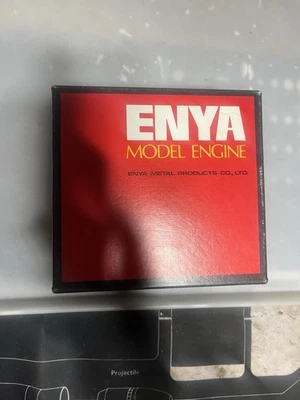 ENYA
MODEL ENGINE
ENYA METAL PRODUCTS CO., LTD.
Projectile